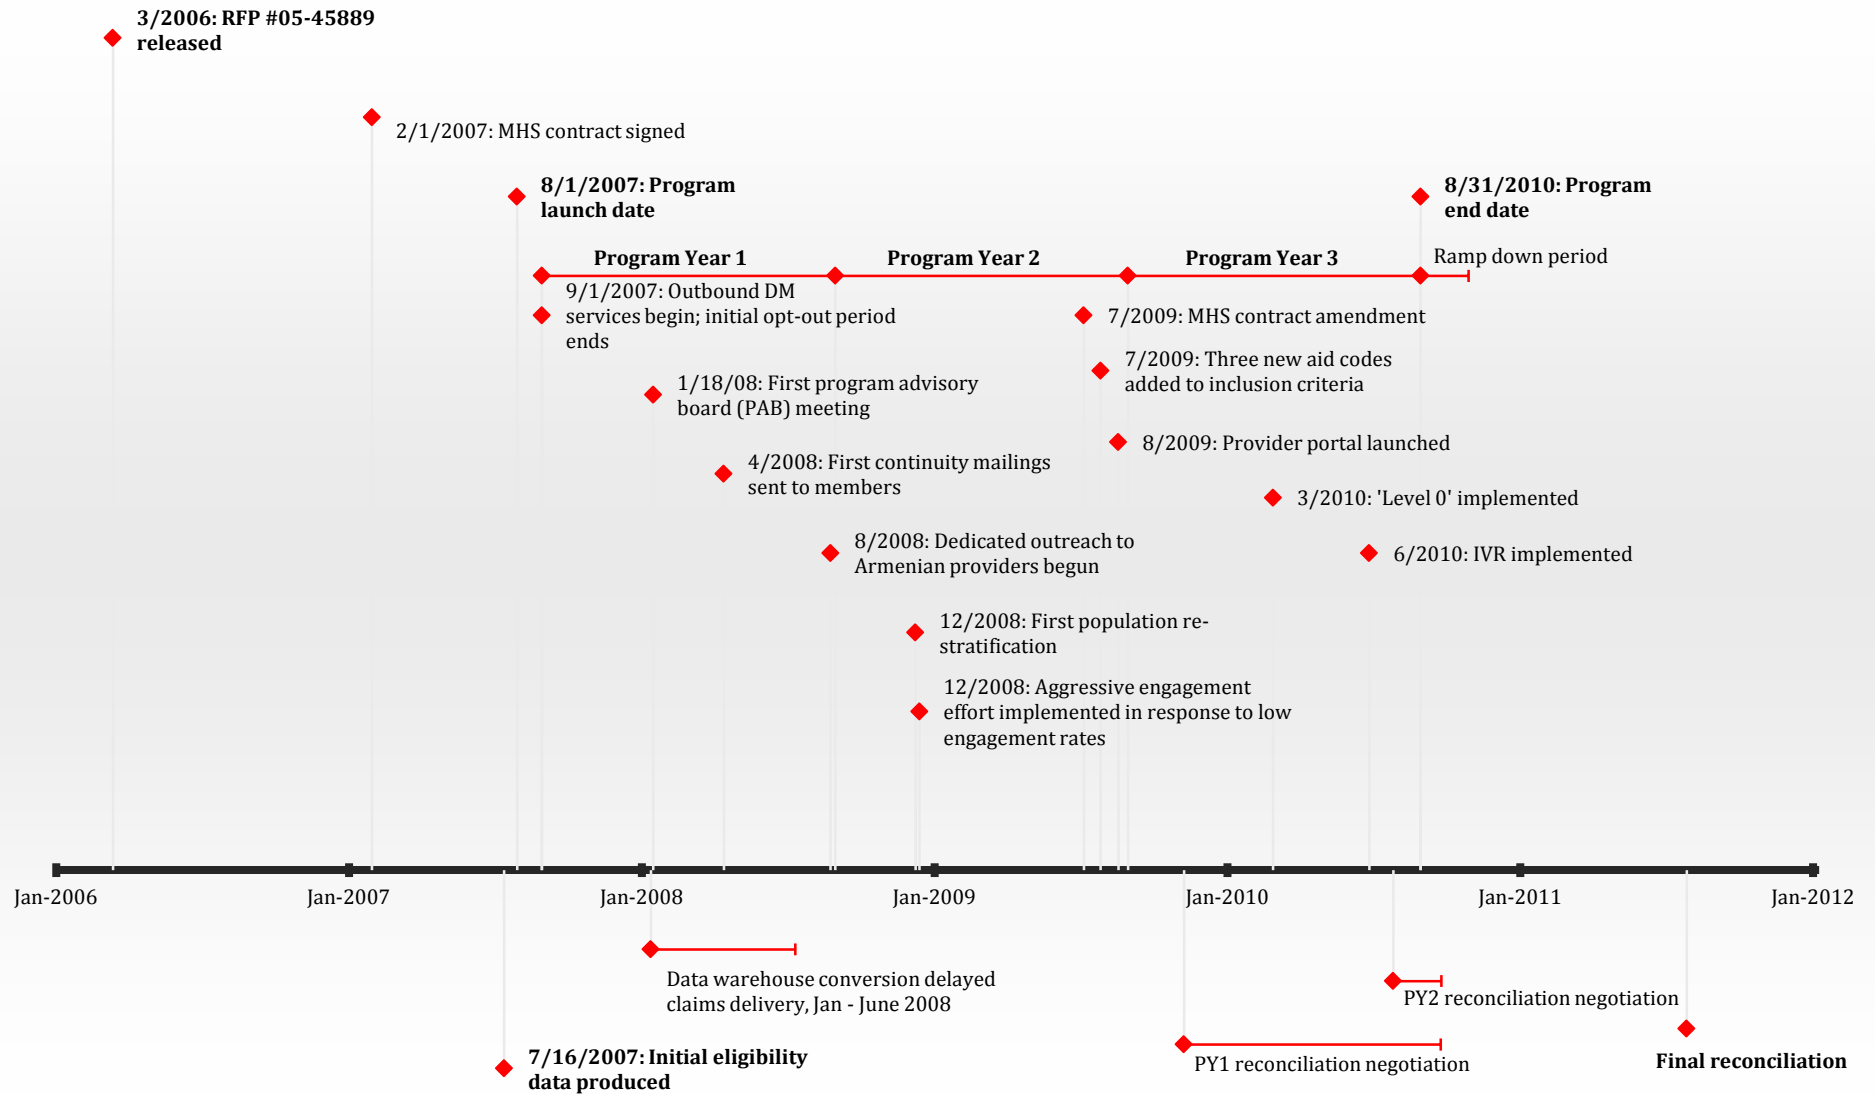 3/2006: RFP #05-45889
released
2/1/2007: MHS contract signed
8/1/2007: Program
launch date
8/31/2010: Program
end date
Program Year 1
Program Year 2
Program Year 3
Ramp down period
9/1/2007: Outbound DM
services begin; initial opt-out period
ends
7/2009: MHS contract amendment
7/2009: Three new aid codes
added to inclusion criteria
1/18/08: First program advisory
board (PAB) meeting
8/2009: Provider portal launched
4/2008: First continuity mailings
sent to members
3/2010: 'Level 0' implemented
8/2008: Dedicated outreach to
Armenian providers begun
6/2010: IVR implemented
12/2008: First population re-
stratification
12/2008: Aggressive engagement
effort implemented in response to low
engagement rates
Jan-2006
Jan-2007
Jan-2008
Jan-2009
Jan-2010
Jan-2011
Jan-2012
Data warehouse conversion delayed
claims delivery, Jan - June 2008
PY2 reconciliation negotiation
7/16/2007: Initial eligibility
data produced
PY1 reconciliation negotiation
Final reconciliation